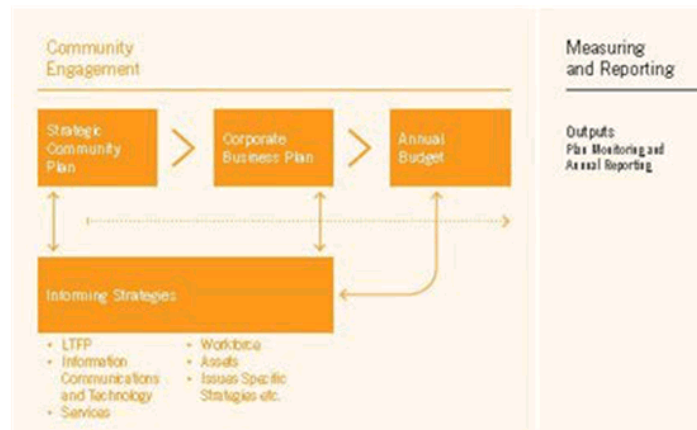 Community
Engagement
Measuring
and Reporting
Strategic
Community
Plan
Corporate
Business Plan
Annual
Budget
Outputs
Plan Monitoring and
Annual Reporting
Informing Strategies
• LTFP
• Information
Communications
and Technology
• Services
• Workforce
• Assets
• Issues Specific
Strategies etc.